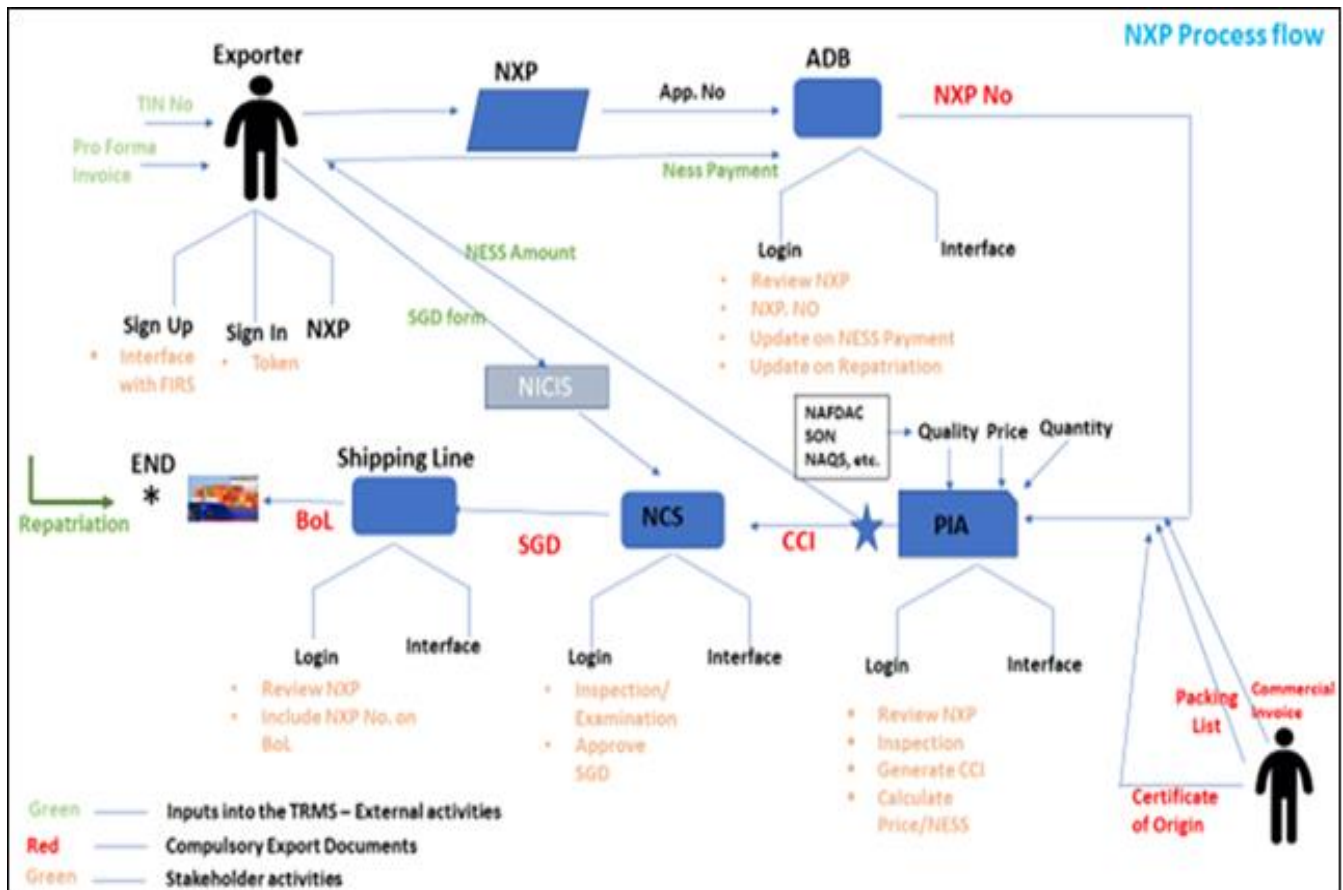 NXP Process flow
Exporter
NXP
ADB
TIN No
App. No
NXP No
Pro Forma
Invoice
Ness Payment
NESS Amount
SGD form
Login
Interface
• Review NXP
• NXP. NO
• Update on NESS Payment
• Update on Repatriation
Sign Up
Sign In
NXP
• Interface
with FIRS
• Token
NICIS
NAFDAC
SON
NAQS, etc.
Quality
Price
Quantity
END
*
Shipping Line
Repatriation
BoL
SGD
NCS
CCI
PIA
Login
Interface
• Review NXP
• Include NXP No. on
BoL
Login
Interface
• Inspection/
Examination
• Approve
SGD
Login
Interface
• Review NXP
• Inspection
• Generate CCI
• Calculate
Price/NESS
Packing
List
Commercial
Invoice
Certificate
of Origin
Green
Inputs into the TRMS – External activities
Red
Compulsory Export Documents
Green
Stakeholder activities